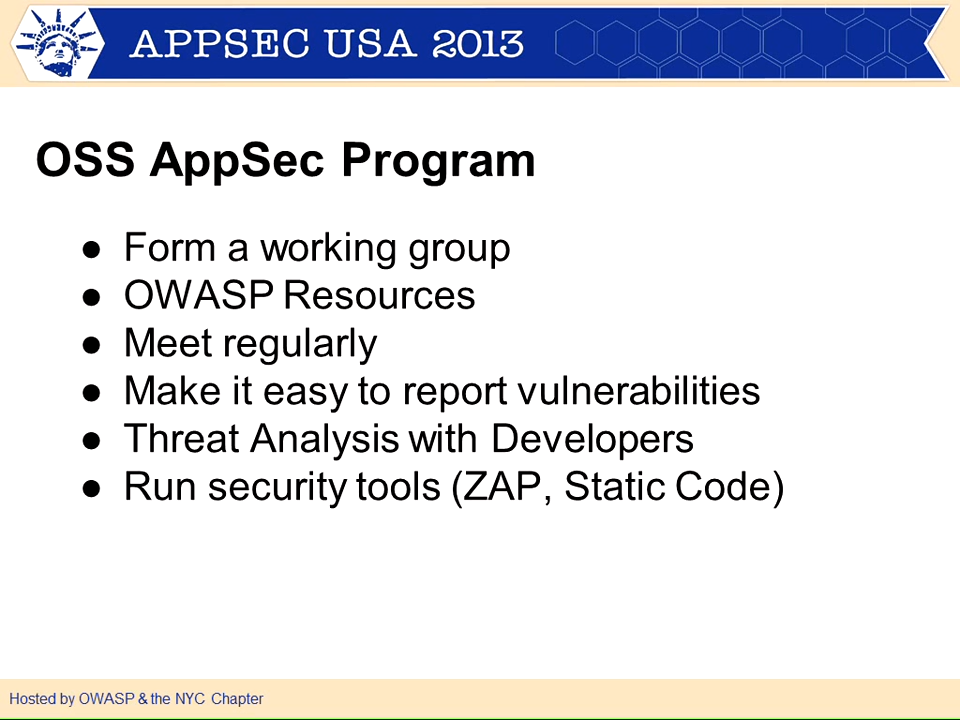 APPSEC USA 2013
OSS AppSec Program
● Form a working group
● OWASP Resources
● Meet regularly
● Make it easy to report vulnerabilities
● Threat Analysis with Developers
● Run security tools (ZAP, Static Code)
Hosted by OWASP & the NYC Chapter